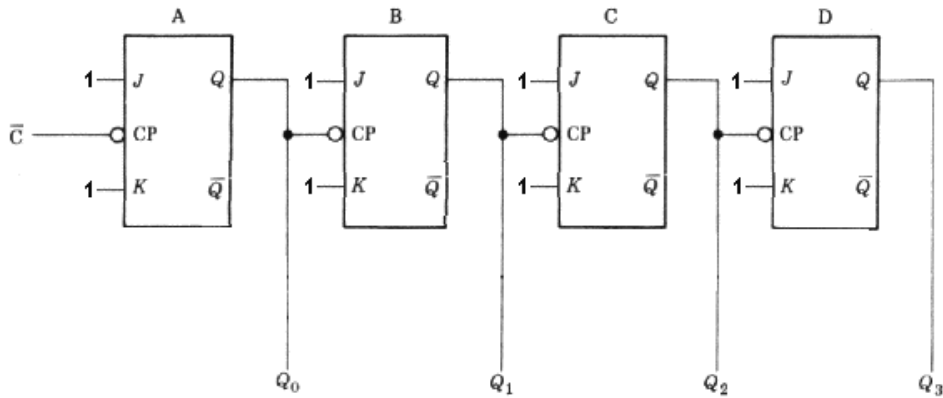 A B C D
1 J Q 1 J Q 1 J Q 1 J Q
C̅ CP CP CP CP
1 K Q̅ 1 K Q̅ 1 K Q̅ 1 K Q̅
Q₀ Q₁ Q₂ Q₃